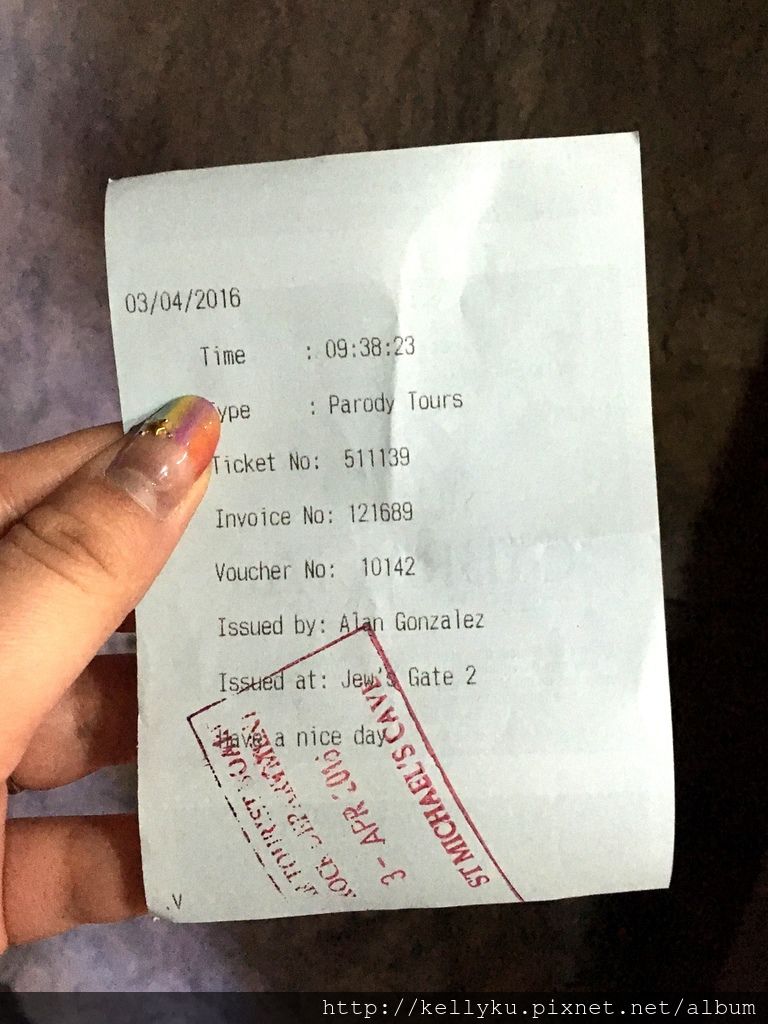 03/04/2016
Time : 09:38:23
ype : Parody Tours
Ticket No: 511139
Invoice No: 121689
Voucher No: 10142
Issued by: Alan Gonzalez
Issued at: Jew's Gate 2
Have a nice day
ST MICHAEL'S CAVE
3 - APR 2016
TOURIST
.V
http://kellyku.pixnet.net/album